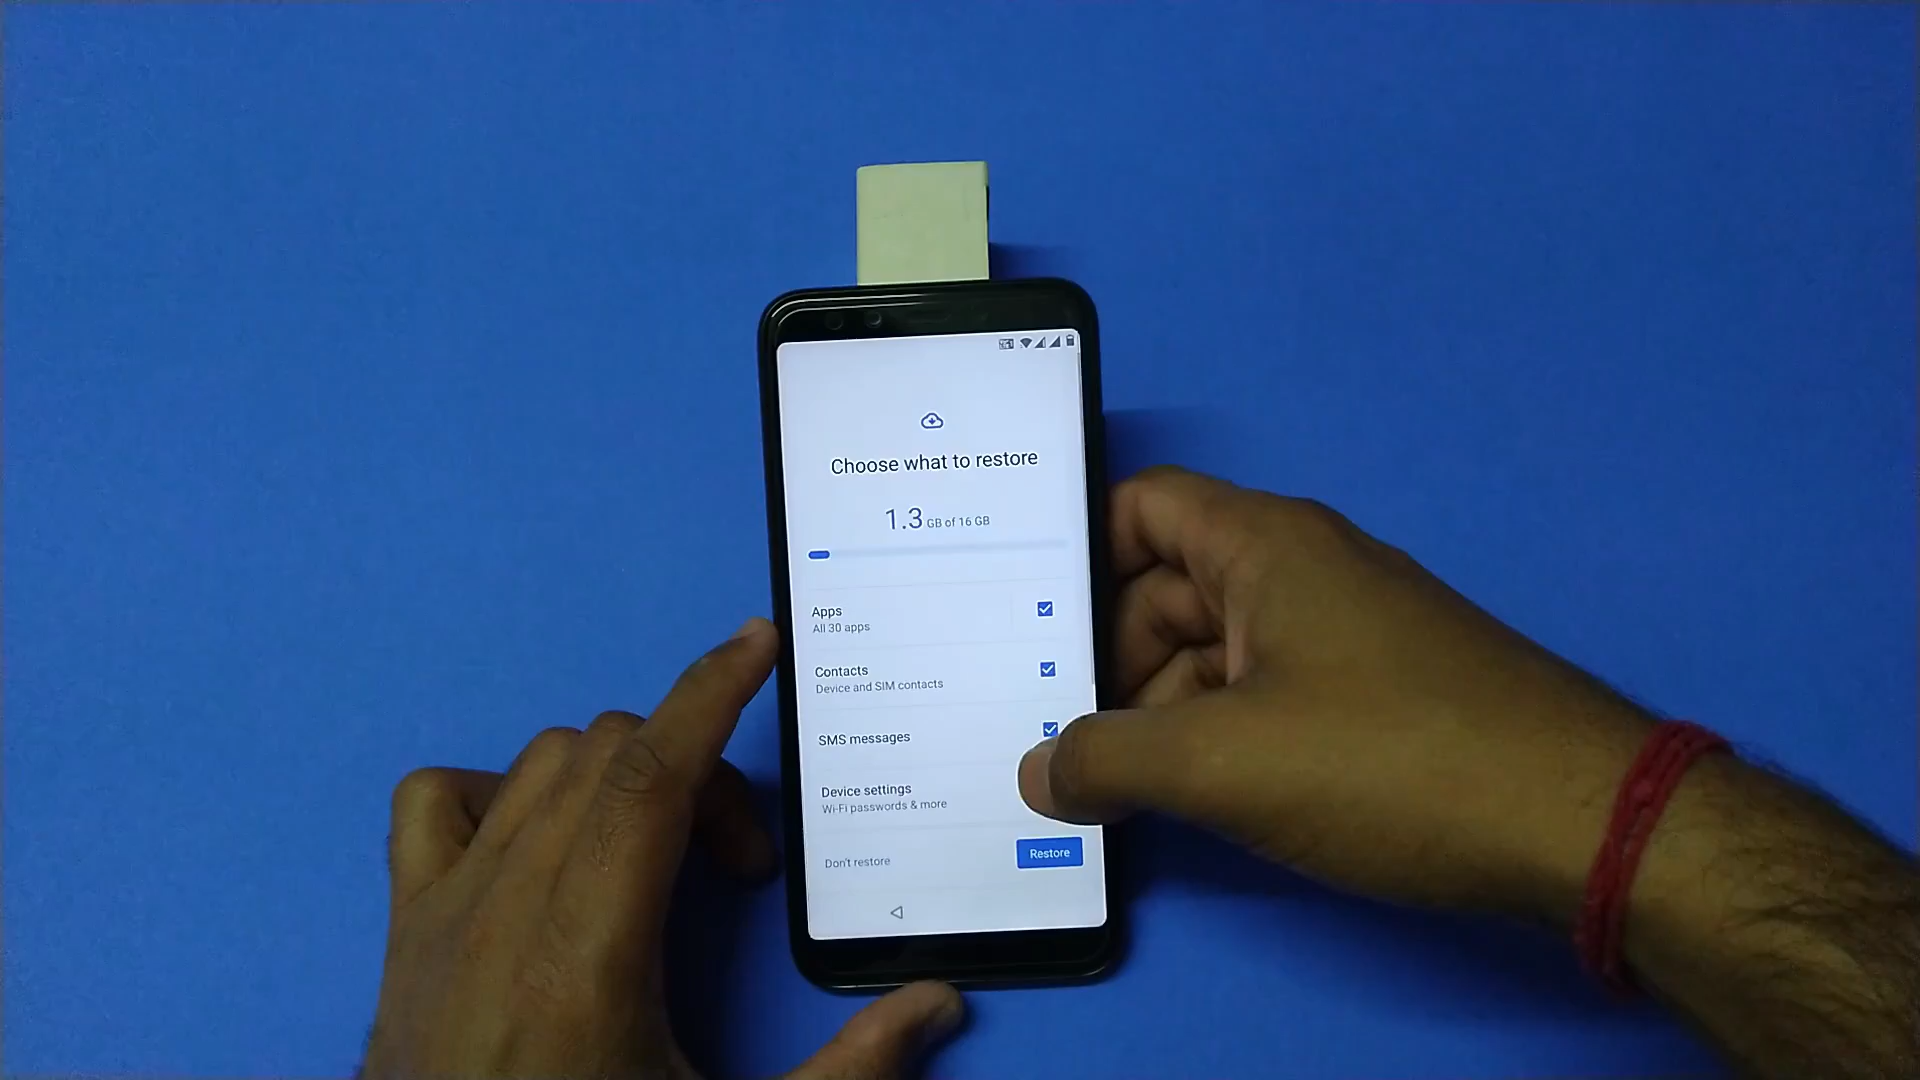 Choose what to restore
1.3 GB of 16 GB
Apps
All 30 apps
Contacts
Device and SIM contacts
SMS messages
Device settings
Wi-Fi passwords & more
Don't restore
Restore